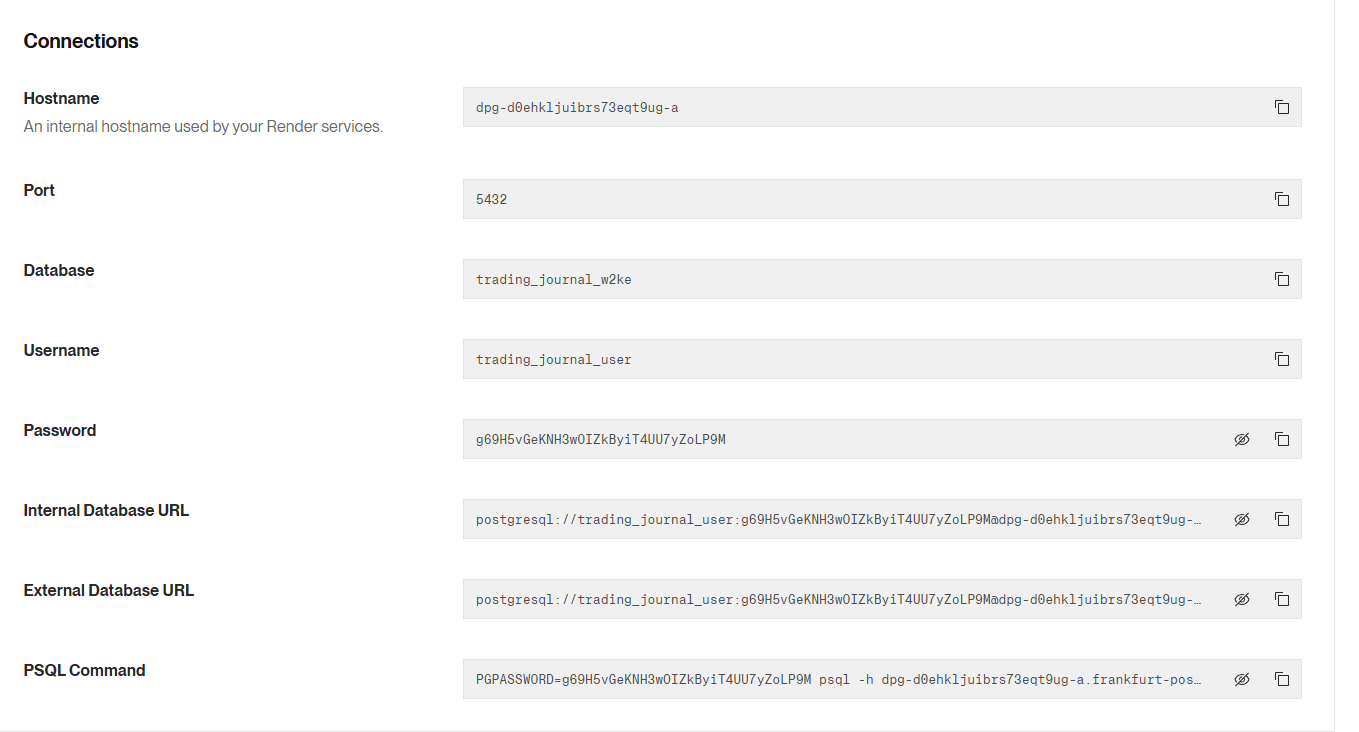 Connections
Hostname
An internal hostname used by your Render services.
dpg-d0ehkljuibrs73eqt9ug-a
Port
5432
Database
trading_journal_w2ke
Username
trading_journal_user
Password
g69H5vGeKNH3wOIZkByiT4UU7yZoLP9M
Internal Database URL
postgresql://trading_journal_user:g69H5vGeKNH3wOIZkByiT4UU7yZoLP9M@dpg-d0ehkljuibrs73eqt9ug-…
External Database URL
postgresql://trading_journal_user:g69H5vGeKNH3wOIZkByiT4UU7yZoLP9M@dpg-d0ehkljuibrs73eqt9ug-…
PSQL Command
PGPASSWORD=g69H5vGeKNH3wOIZkByiT4UU7yZoLP9M psql -h dpg-d0ehkljuibrs73eqt9ug-a.frankfurt-pos…